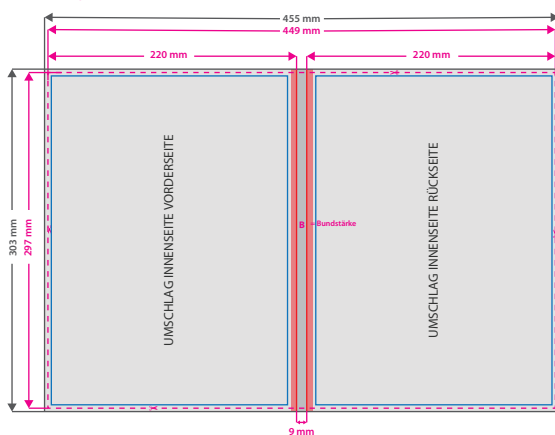 455 mm
449 mm
220 mm
220 mm
303 mm
297 mm
UMSCHLAG INNENSEITE VORDERSEITE
B = Bundstärke
UMSCHLAG INNENSEITE RÜCKSEITE
9 mm